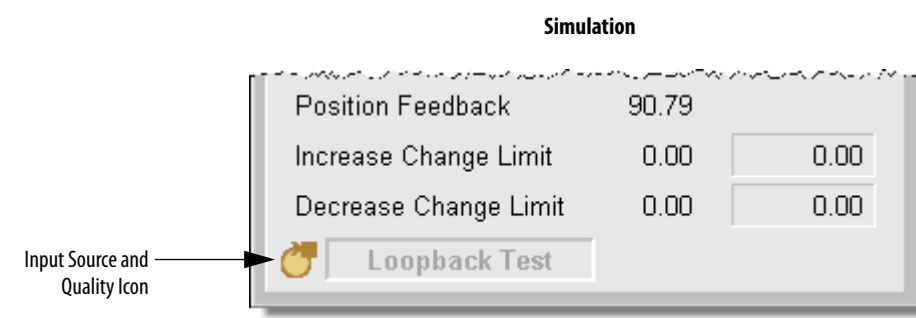 Simulation
Position Feedback 90.79
Increase Change Limit 0.00 0.00
Decrease Change Limit 0.00 0.00
Input Source and
Quality Icon
Loopback Test